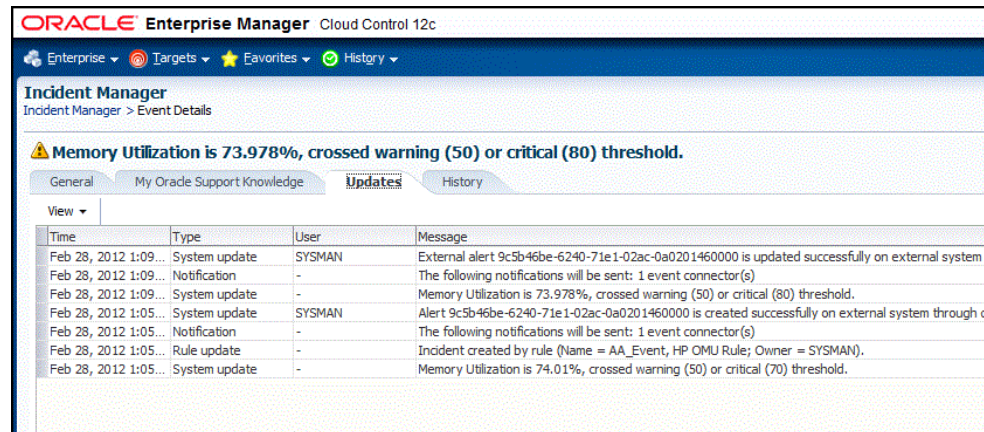 ORACLE Enterprise Manager Cloud Control 12c
Enterprise Targets Favorites History
Incident Manager
Incident Manager > Event Details
Memory Utilization is 73.978%, crossed warning (50) or critical (80) threshold.
General My Oracle Support Knowledge Updates History
View
Time Type User Message
Feb 28, 2012 1:09... System update SYSMAN External alert 9c5b46be-6240-71e1-02ac-0a0201460000 is updated successfully on external system
Feb 28, 2012 1:09... Notification - The following notifications will be sent: 1 event connector(s)
Feb 28, 2012 1:09... System update - Memory Utilization is 73.978%, crossed warning (50) or critical (80) threshold.
Feb 28, 2012 1:05... System update SYSMAN Alert 9c5b46be-6240-71e1-02ac-0a0201460000 is created successfully on external system through
Feb 28, 2012 1:05... Notification - The following notifications will be sent: 1 event connector(s)
Feb 28, 2012 1:05... Rule update - Incident created by rule (Name = AA_Event, HP OMU Rule; Owner = SYSMAN).
Feb 28, 2012 1:05... System update - Memory Utilization is 74.01%, crossed warning (50) or critical (70) threshold.